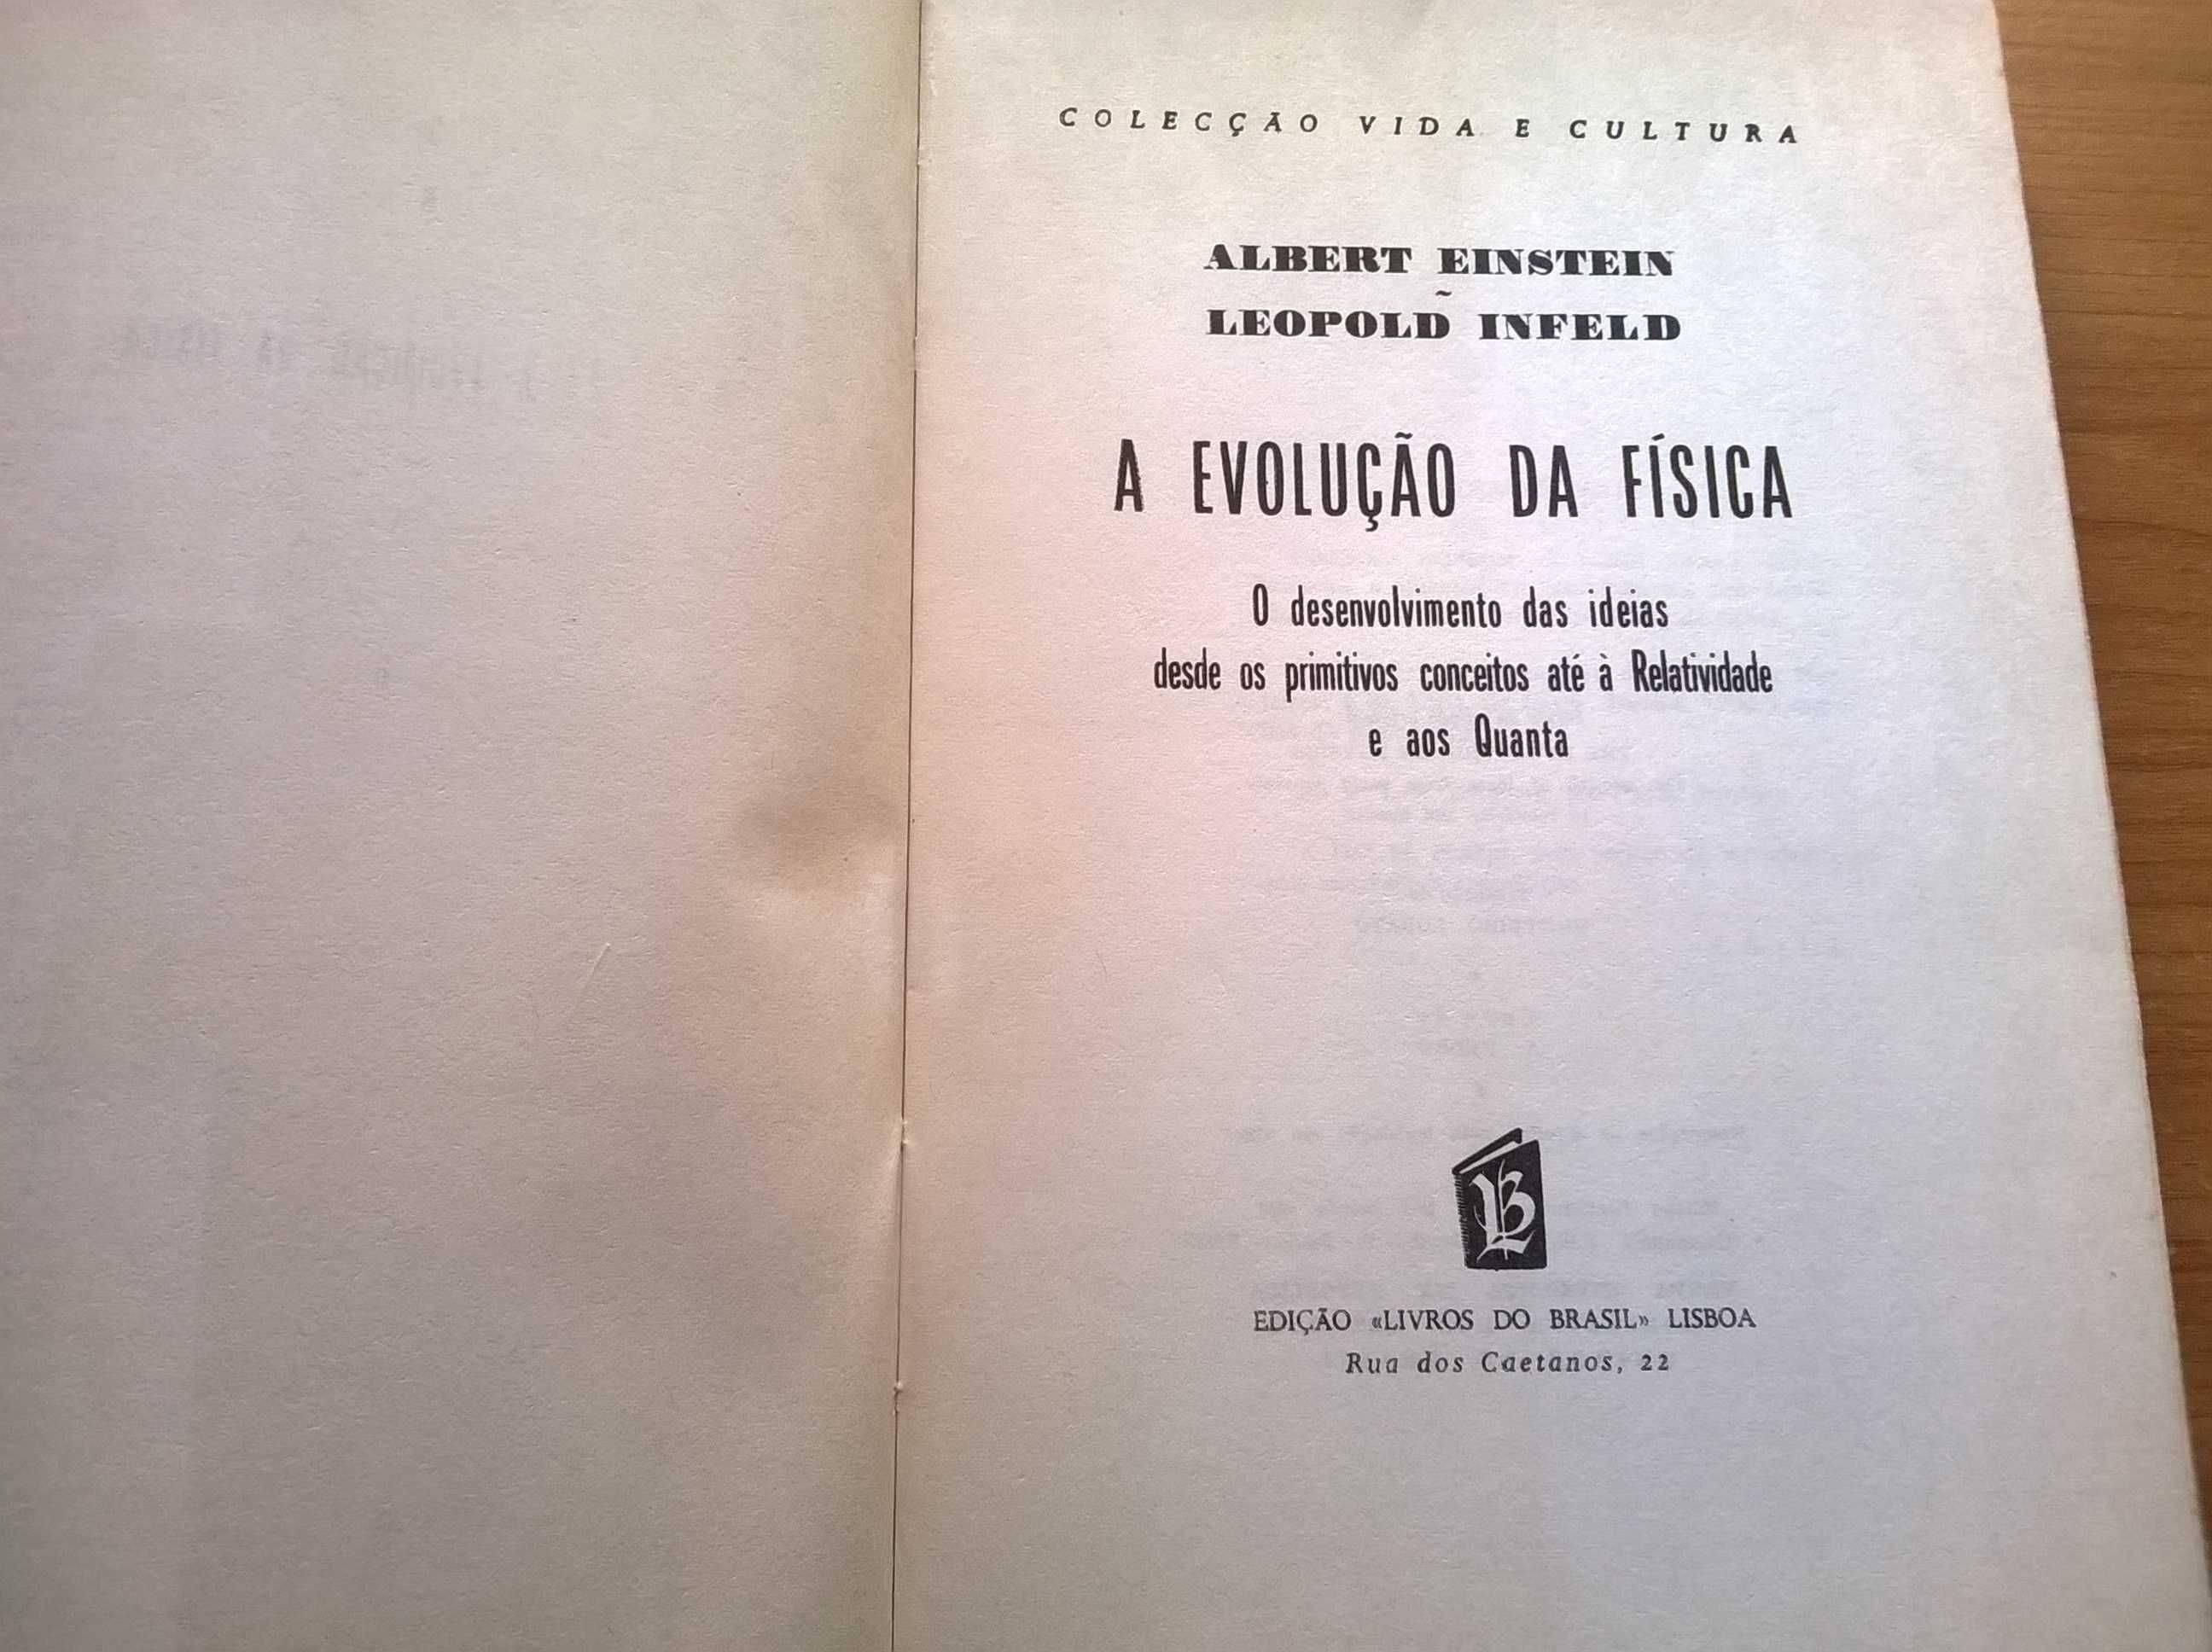 COLECÇÃO VIDA E CULTURA
ALBERT EINSTEIN
~
LEOPOLD INFELD
A EVOLUÇÃO DA FÍSICA
O desenvolvimento das ideias
desde os primitivos conceitos até à Relatividade
e aos Quanta
LB
EDIÇÃO «LIVROS DO BRASIL» LISBOA
Rua dos Caetanos, 22